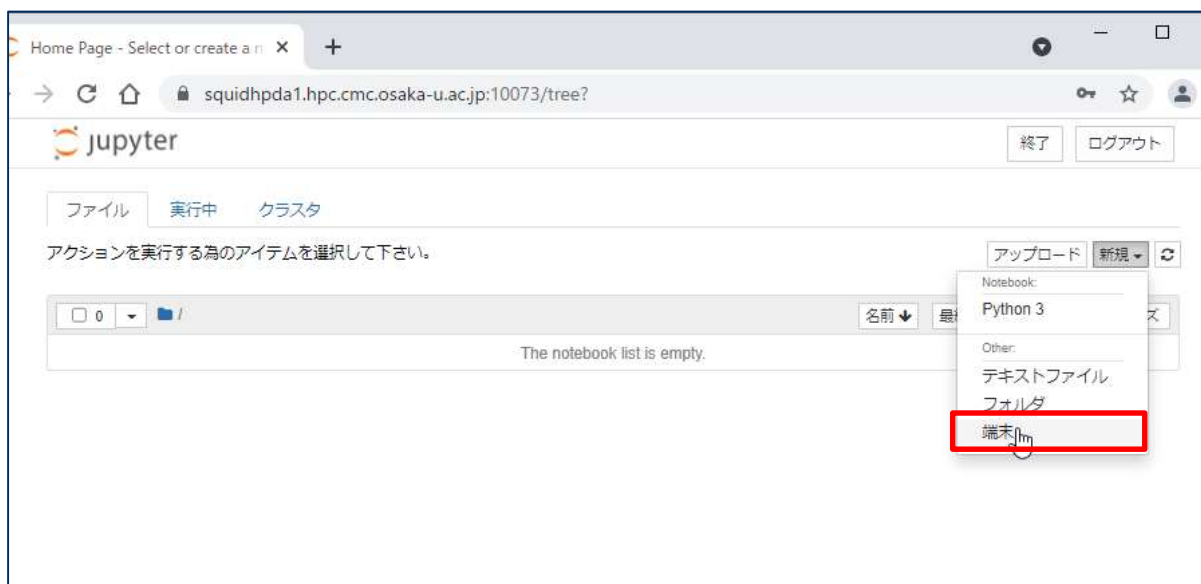 Home Page - Select or create a n
squidhpda1.hpc.cmc.osaka-u.ac.jp:10073/tree?
jupyter
終了 ログアウト
ファイル 実行中 クラスタ
アクションを実行する為のアイテムを選択して下さい。
アップロード 新規
0 / 名前
The notebook list is empty.
Notebook:
Python 3
Other:
テキストファイル
フォルダ
端末